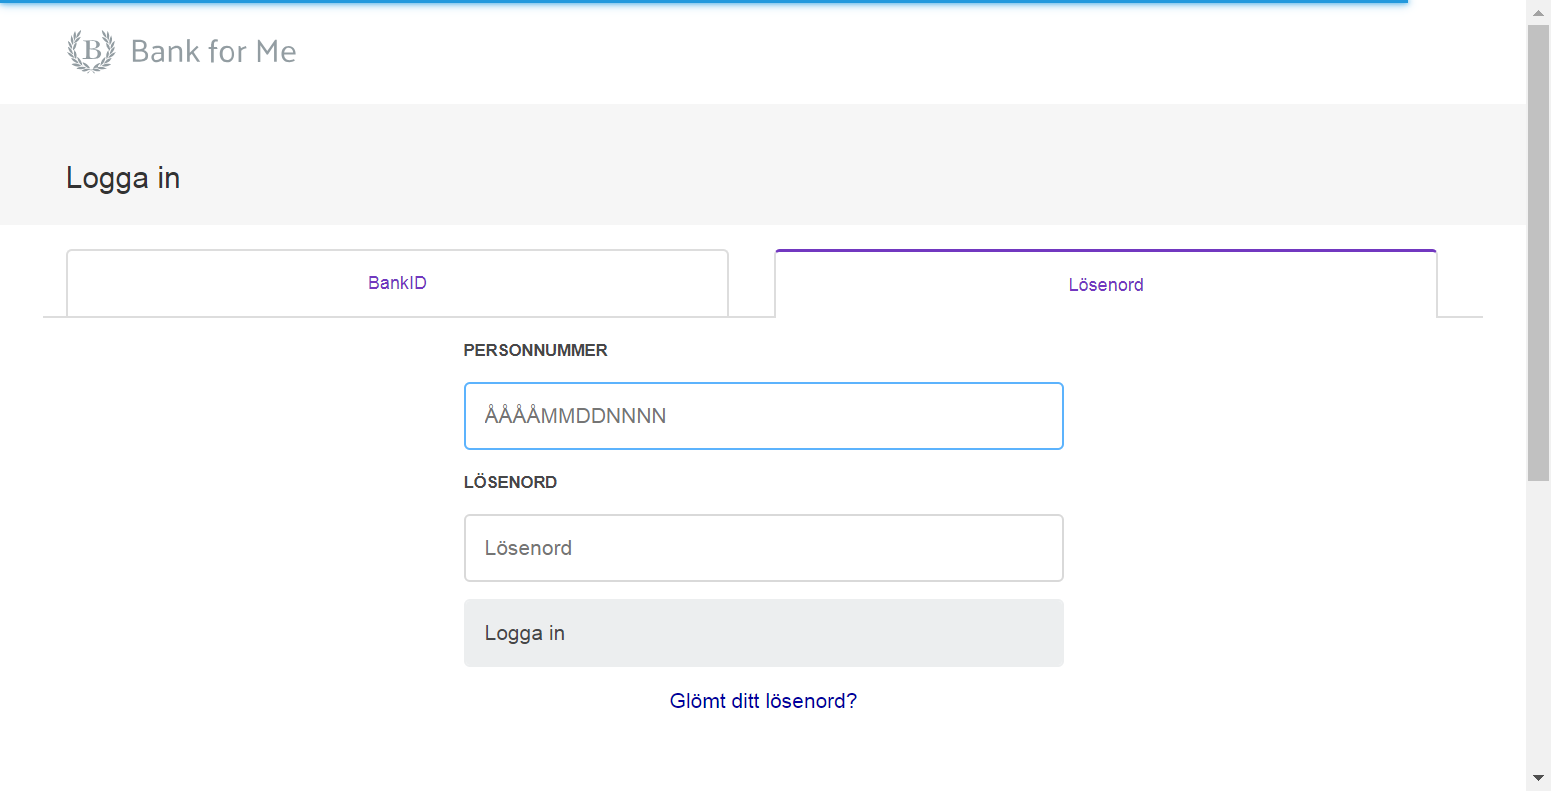 B Bank for Me
Logga in
BankID
Lösenord
PERSONNUMMER
ÅÅÅÅMMDDNNNN
LÖSENORD
Lösenord
Logga in
Glömt ditt lösenord?